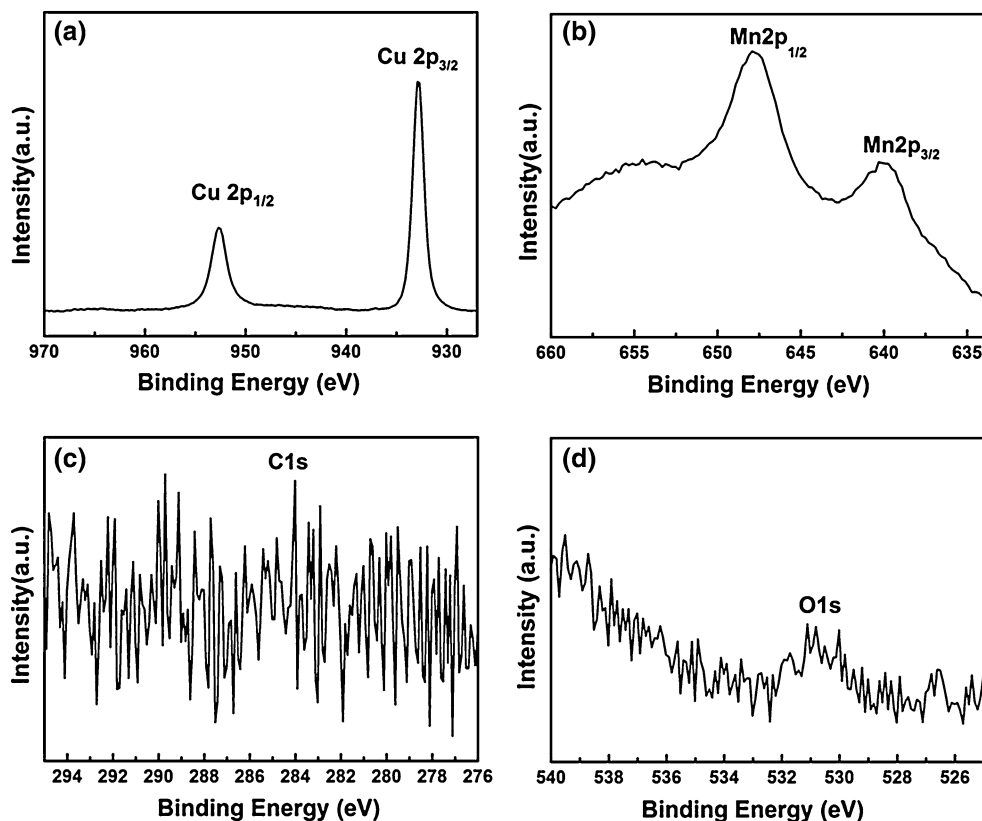 (a)
Cu 2p3/2
Cu 2p1/2
Intensity(a.u.)
970 960 950 940 930
Binding Energy (eV)
(b)
Mn2p1/2
Mn2p3/2
Intensity(a.u.)
660 655 650 645 640 635
Binding Energy (eV)
(c)
C1s
Intensity(a.u.)
294 292 290 288 286 284 282 280 278 276
Binding Energy (eV)
(d)
O1s
Intensity (a.u.)
540 538 536 534 532 530 528 526
Binding Energy (eV)